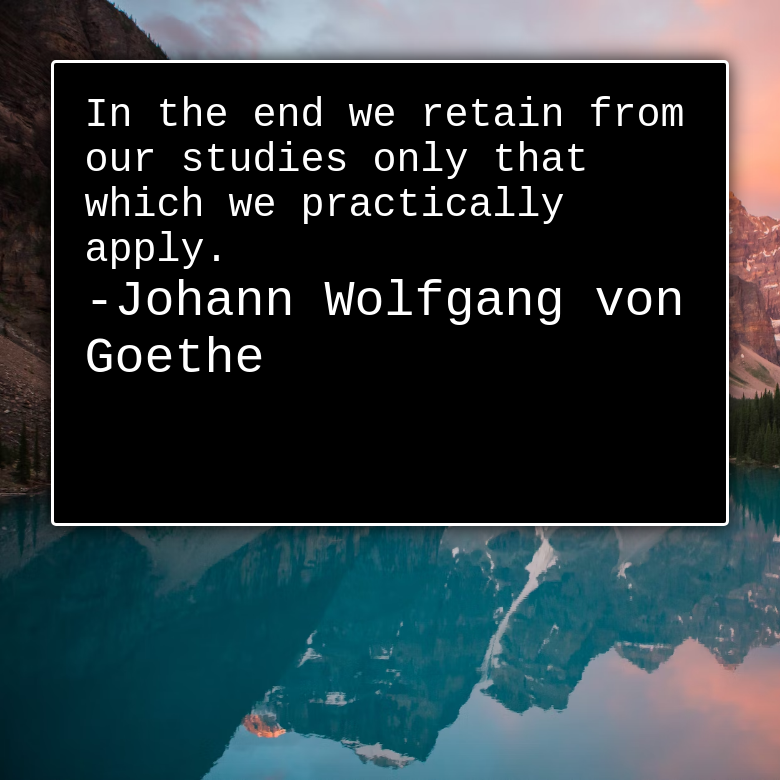 In the end we retain from
our studies only that
which we practically
apply.
-Johann Wolfgang von
Goethe